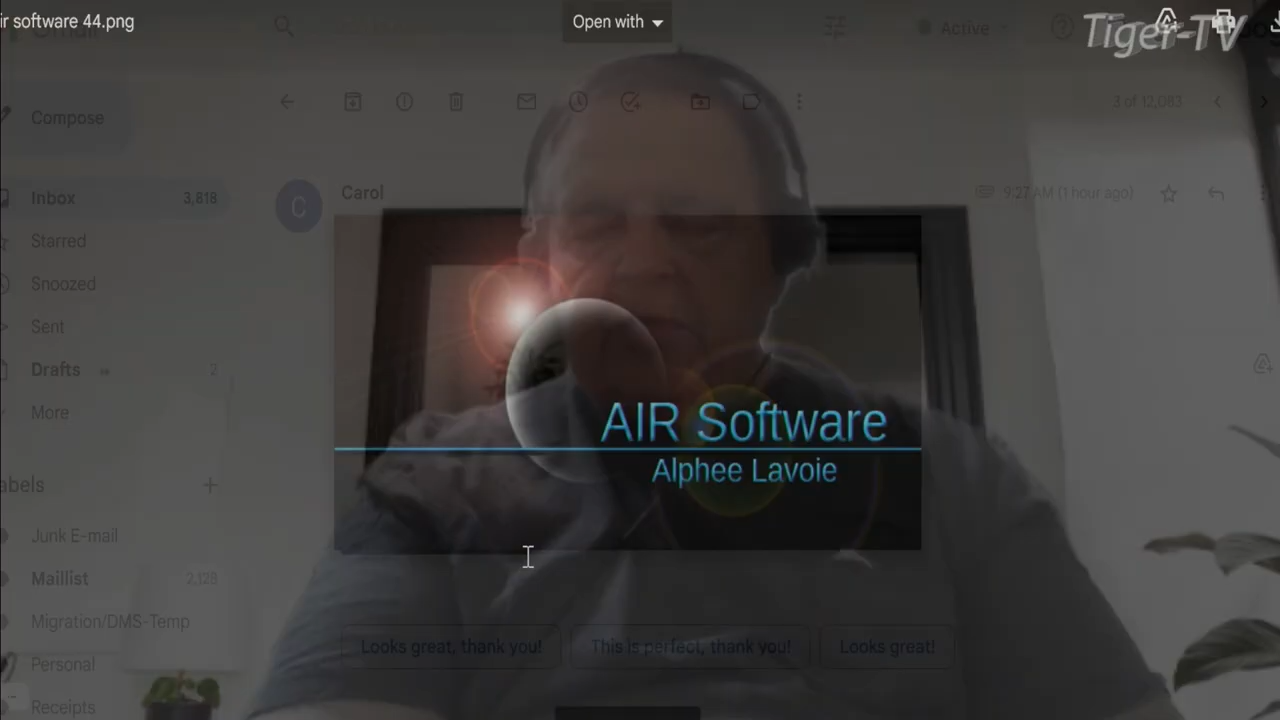 ir software 44.png
Open with
Tiger-TV
Active
Compose
3 of 12,083
Inbox 3,818
C
Carol
9:27 AM (1 hour ago)
Starred
Snoozed
Sent
Drafts 2
More
AIR Software
Alphee Lavoie
abels
Junk E-mail
Maillist 2,128
Migration/DMS-Temp
Looks great, thank you!
This is perfect, thank you!
Looks great!
Personal
Receipts